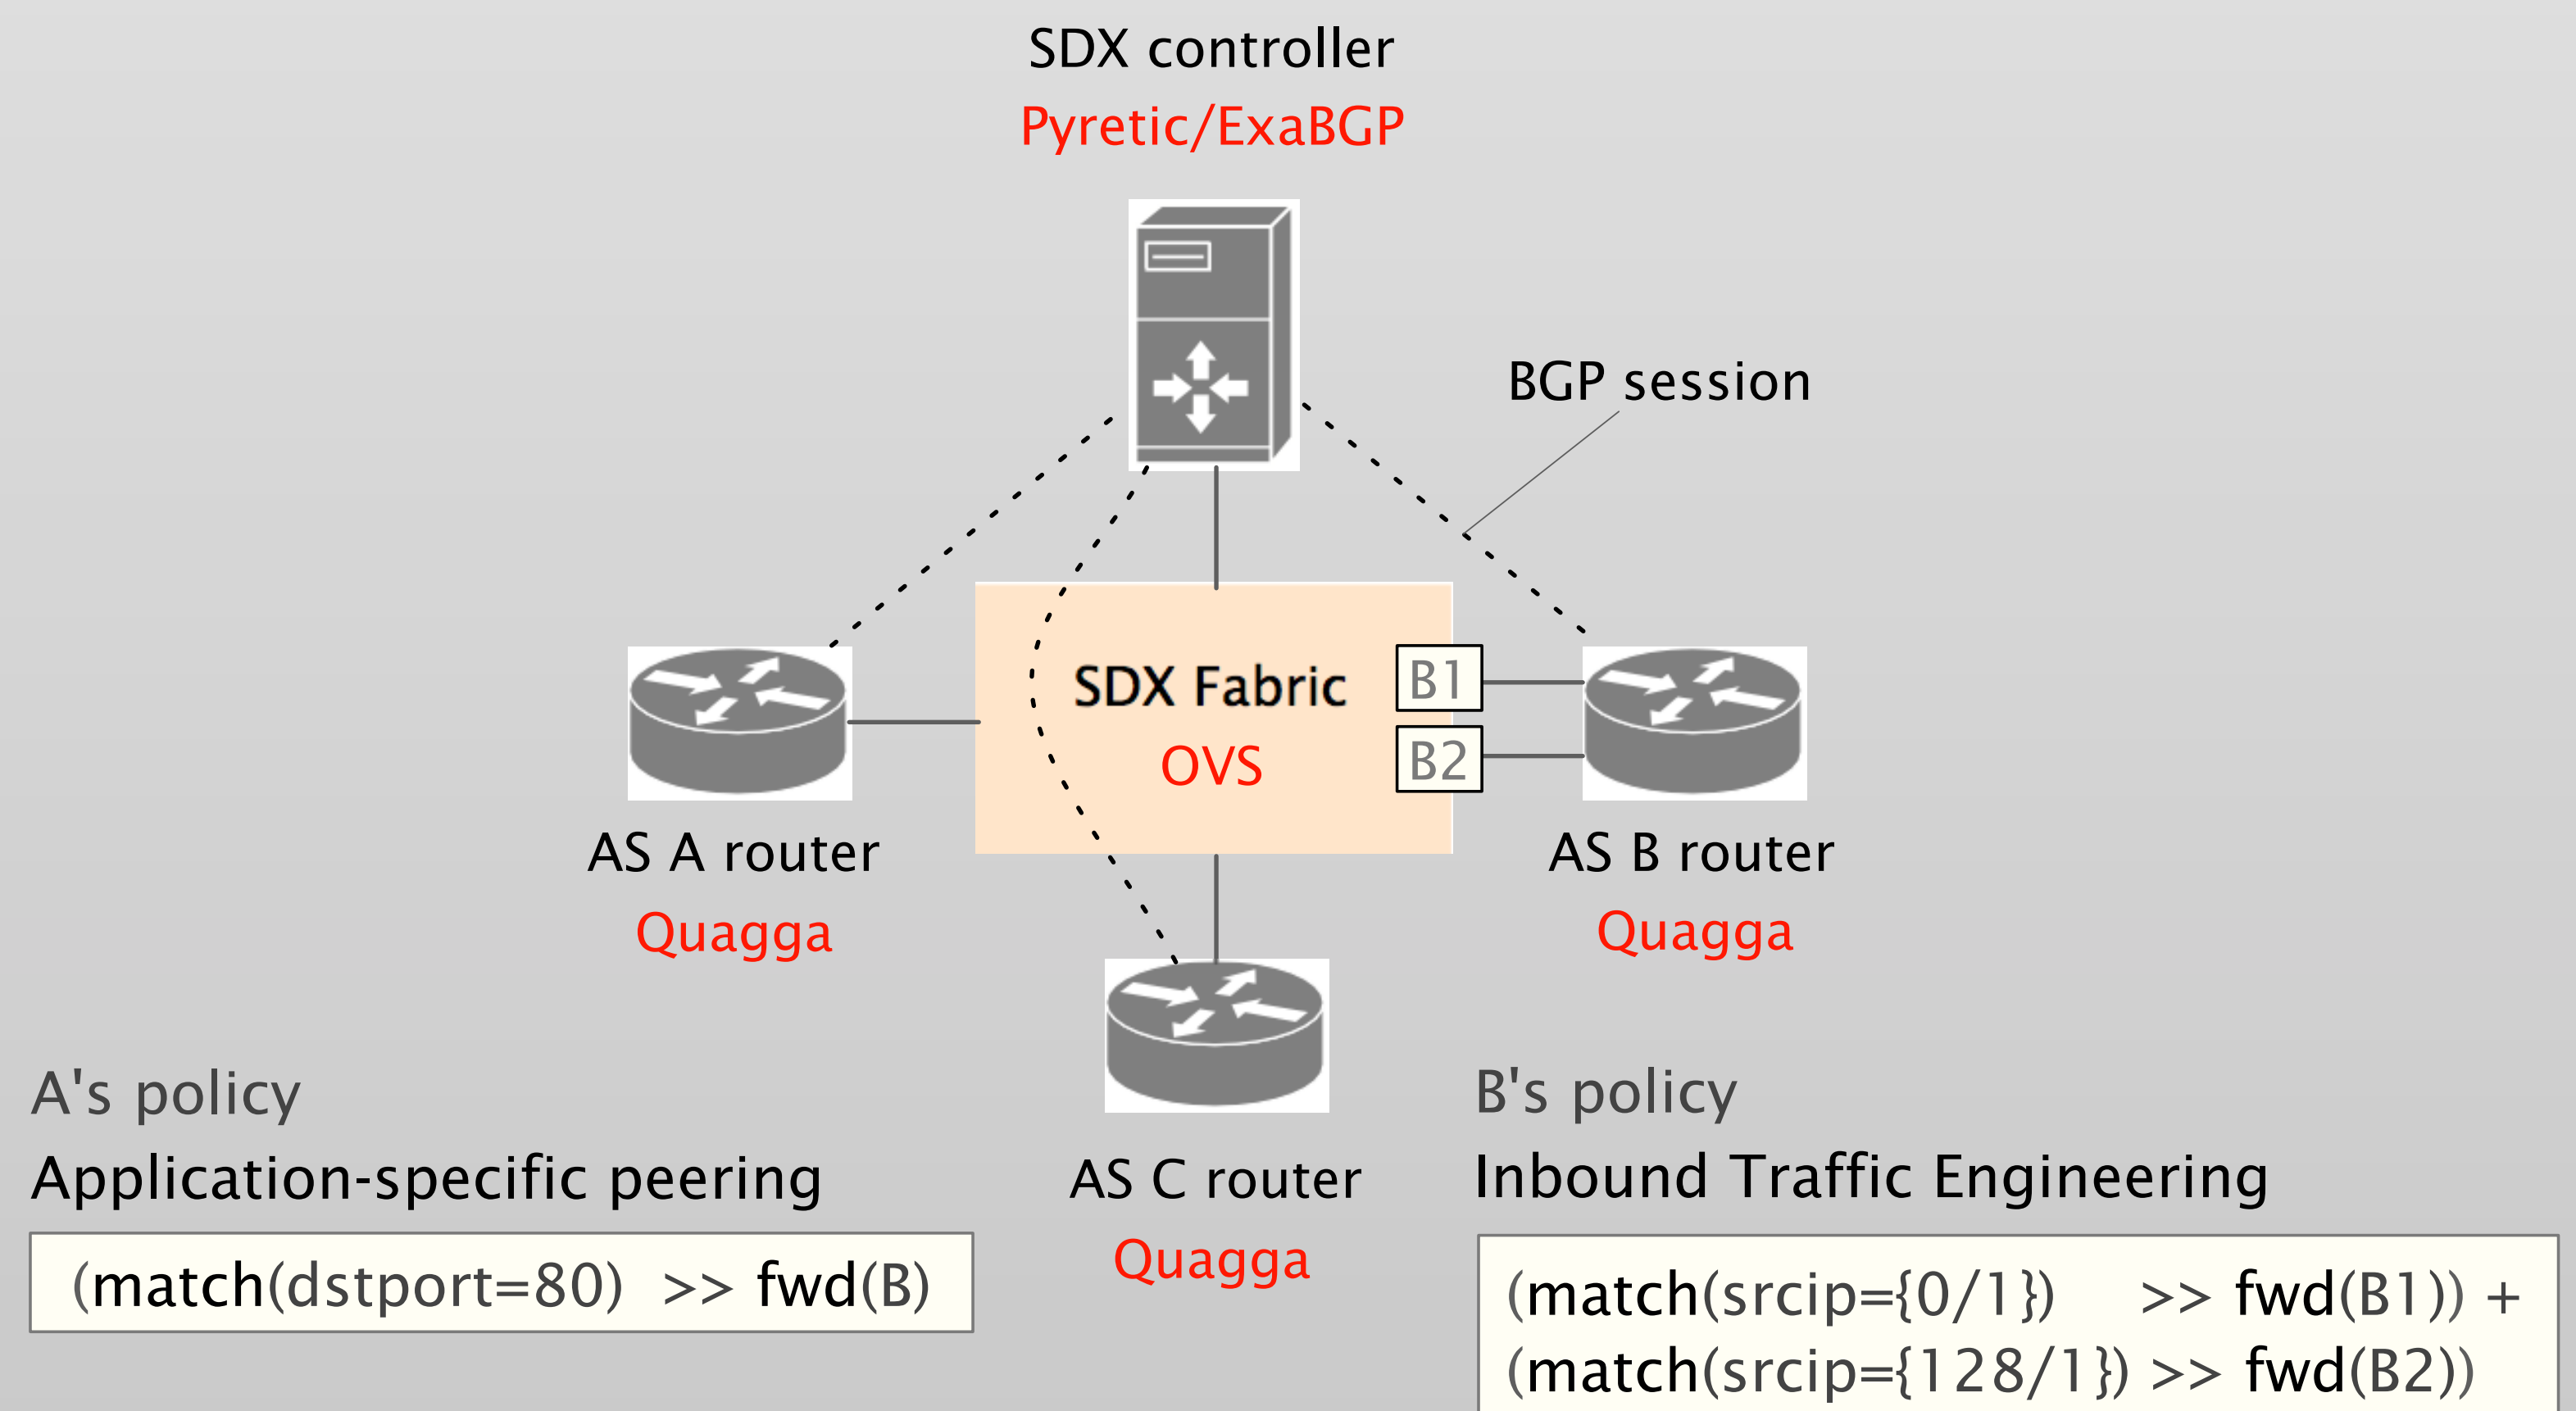 SDX controller
Pyretic/ExaBGP
BGP session
SDX Fabric
OVS
B1
B2
AS A router
Quagga
AS B router
Quagga
AS C router
Quagga
A's policy
Application-specific peering
(match(dstport=80) >> fwd(B)
B's policy
Inbound Traffic Engineering
(match(srcip={0/1}) >> fwd(B1)) +
(match(srcip={128/1}) >> fwd(B2))